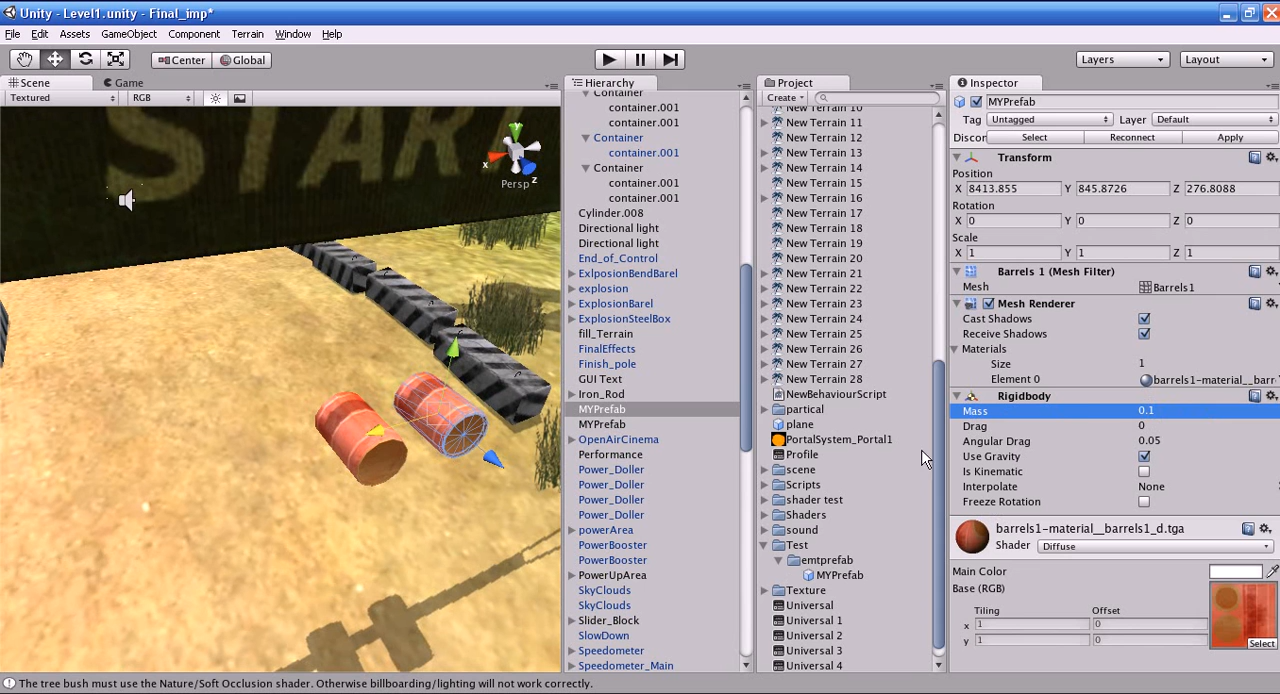 Unity - Level1.unity - Final_imp*
File Edit Assets GameObject Component Terrain Window Help
Center Global Layers Layout
Scene Game
Textured RGB
START
Persp
x
z
Hierarchy
Container
container.001
container.001
Container
container.001
Container
container.001
container.001
Cylinder.008
Directional light
Directional light
End_of_Control
ExlposionBendBarrel
explosion
ExplosionBarel
ExplosionSteelBox
fill_Terrain
FinalEffects
Finish_pole
GUI Text
Iron_Rod
MYPrefab
MYPrefab
OpenAirCinema
Performance
Power_Doller
Power_Doller
Power_Doller
Power_Doller
powerArea
PowerBooster
PowerBooster
PowerUpArea
SkyClouds
SkyClouds
Slider_Block
SlowDown
Speedometer
Speedometer_Main
Project
Create
New Terrain 10
New Terrain 11
New Terrain 12
New Terrain 13
New Terrain 14
New Terrain 15
New Terrain 16
New Terrain 17
New Terrain 18
New Terrain 19
New Terrain 20
New Terrain 21
New Terrain 22
New Terrain 23
New Terrain 24
New Terrain 25
New Terrain 26
New Terrain 27
New Terrain 28
NewBehaviourScript
partical
plane
PortalSystem_Portal1
Profile
scene
Scripts
shader test
Shaders
sound
Test
emtprefab
MYPrefab
Texture
Universal
Universal 1
Universal 2
Universal 3
Universal 4
Inspector
MYPrefab
Tag Untagged Layer Default
Discon Select Reconnect Apply
Transform
Position
X 8413.855 Y 845.8726 Z 276.8088
Rotation
X 0 Y 0 Z 0
Scale
X 1 Y 1 Z 1
Barrels 1 (Mesh Filter)
Mesh Barrels1
Mesh Renderer
Cast Shadows
Receive Shadows
Materials
Size 1
Element 0 barrels1-material__barr
Rigidbody
Mass 0.1
Drag 0
Angular Drag 0.05
Use Gravity
Is Kinematic
Interpolate None
Freeze Rotation
barrels1-material__barrels1_d.tga
Shader Diffuse
Main Color
Base (RGB)
Tiling Offset
x 1 0
y 1 0
Select
The tree bush must use the Nature/Soft Occlusion shader. Otherwise billboarding/lighting will not work correctly.